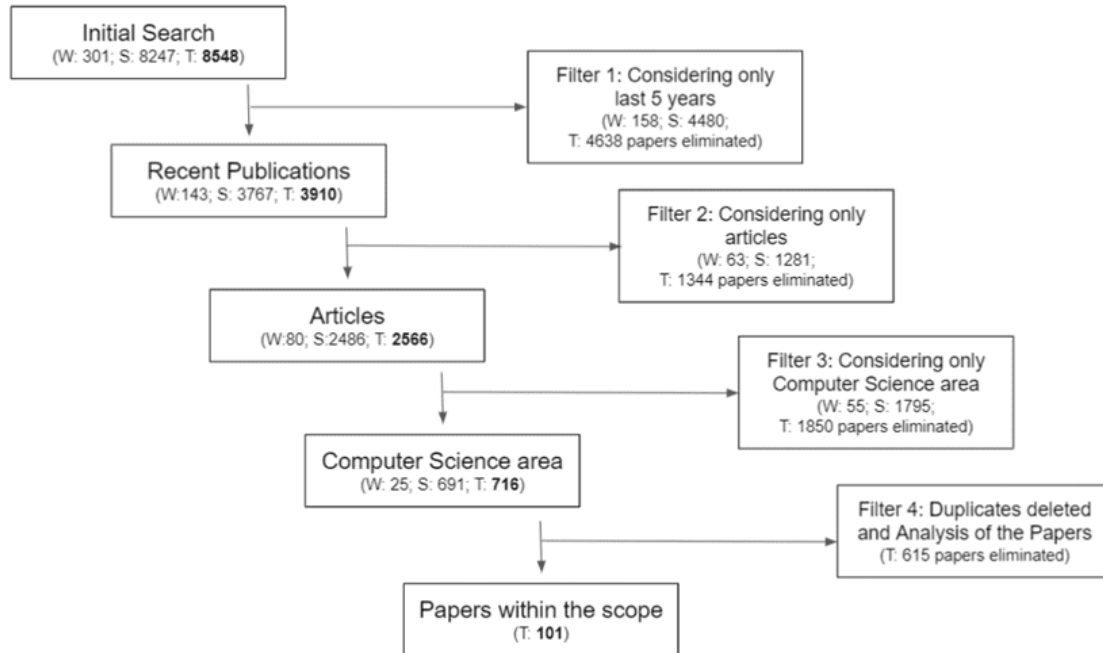 Initial Search
(W: 301; S: 8247; T: 8548)
Filter 1: Considering only
last 5 years
(W: 158; S: 4480;
T: 4638 papers eliminated)
Recent Publications
(W:143; S: 3767; T: 3910)
Filter 2: Considering only
articles
(W: 63; S: 1281;
T: 1344 papers eliminated)
Articles
(W:80; S:2486; T: 2566)
Filter 3: Considering only
Computer Science area
(W: 55; S: 1795;
T: 1850 papers eliminated)
Computer Science area
(W: 25; S: 691; T: 716)
Filter 4: Duplicates deleted
and Analysis of the Papers
(T: 615 papers eliminated)
Papers within the scope
(T: 101)